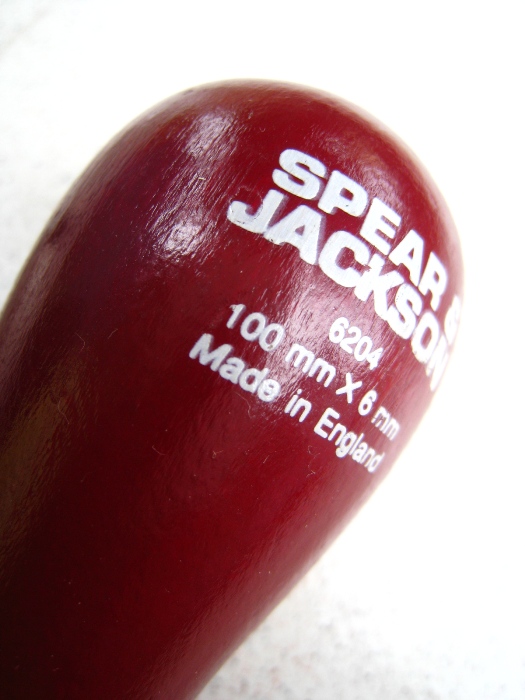 SPEAR &
JACKSON
6204
100 mm X 6 mm
Made in England